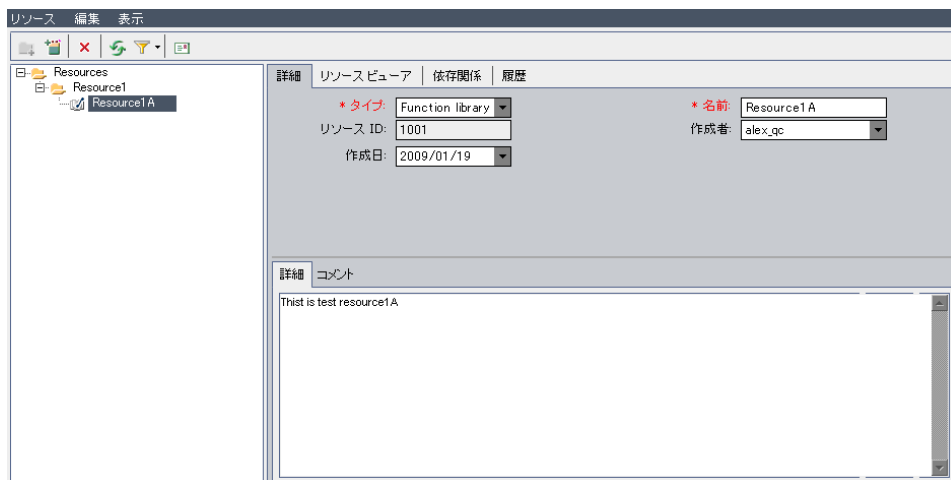 リソース 編集 表示
Resources
Resource1
Resource1A
詳細 リソース ビューア 依存関係 履歴
* タイプ: Function library * 名前: Resource1A
リソース ID: 1001 作成者: alex_qc
作成日: 2009/01/19
詳細 コメント
Thist is test resource1A